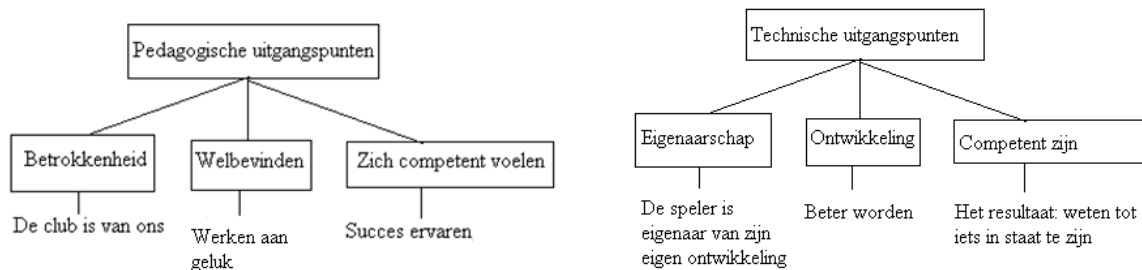 Pedagogische uitgangspunten
Betrokkenheid
Welbevinden
Zich competent voelen
De club is van ons
Werken aan
geluk
Succes ervaren
Technische uitgangspunten
Eigenaarschap
Ontwikkeling
Competent zijn
De speler is
eigenaar van zijn
eigen ontwikkeling
Beter worden
Het resultaat: weten tot
iets in staat te zijn